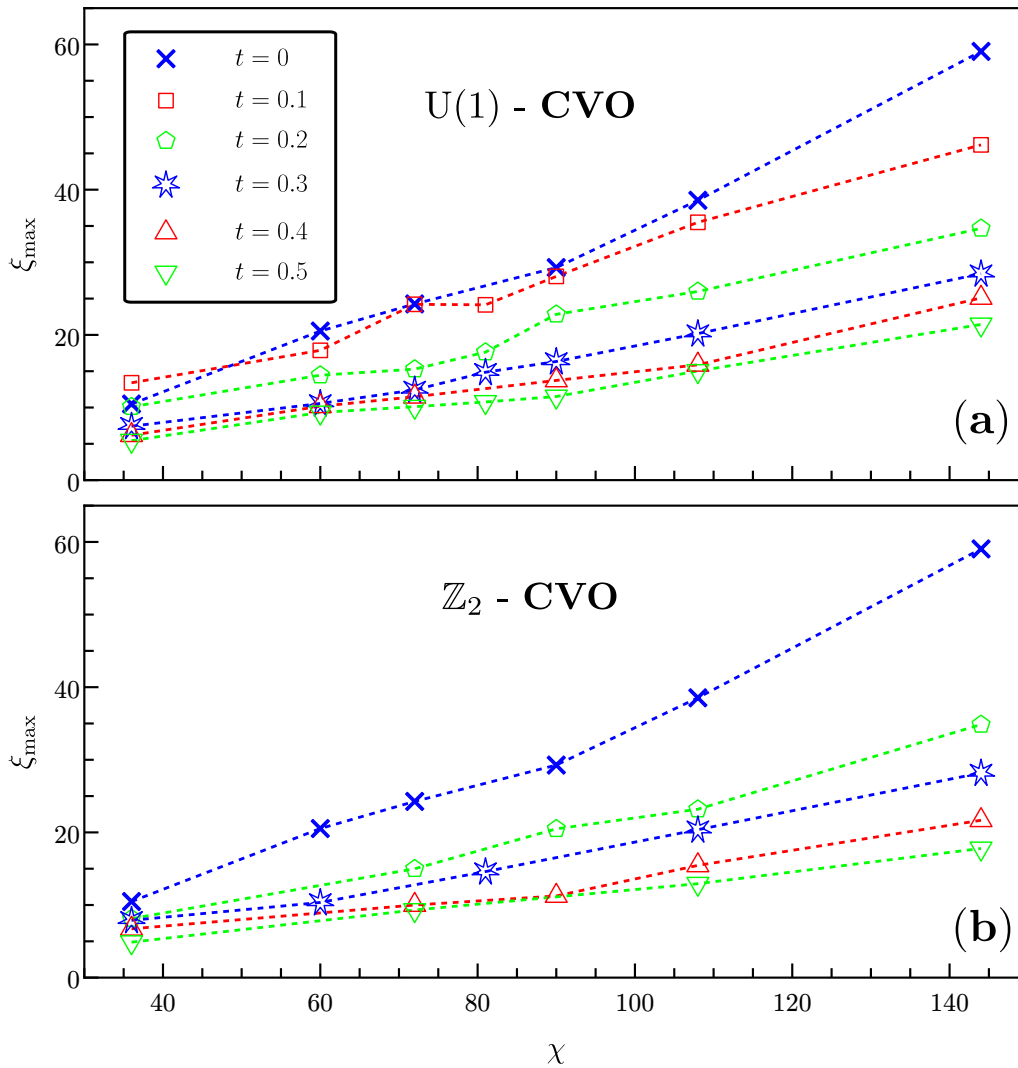 60
40
20
0
ξmax
t = 0
t = 0.1
t = 0.2
t = 0.3
t = 0.4
t = 0.5
U(1) - CVO
(a)
60
40
20
0
ξmax
ℤ2 - CVO
(b)
40 60 80 100 120 140
χ